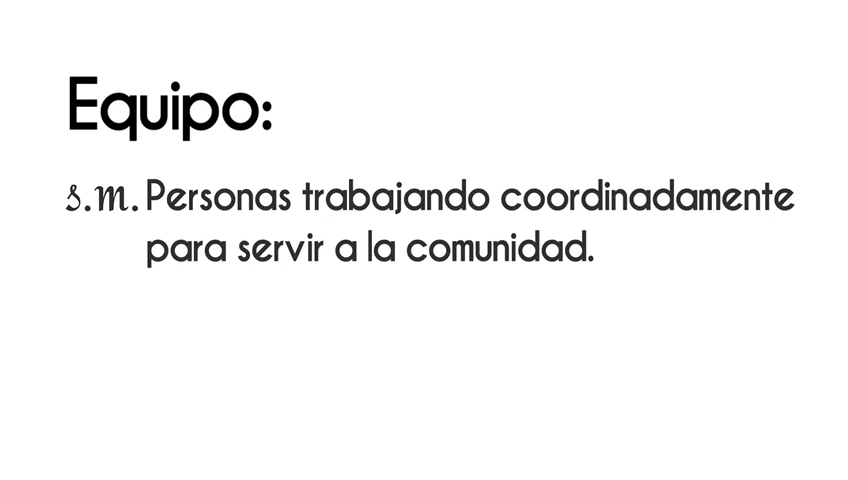 Equipo:
s.m. Personas trabajando coordinadamente
para servir a la comunidad.